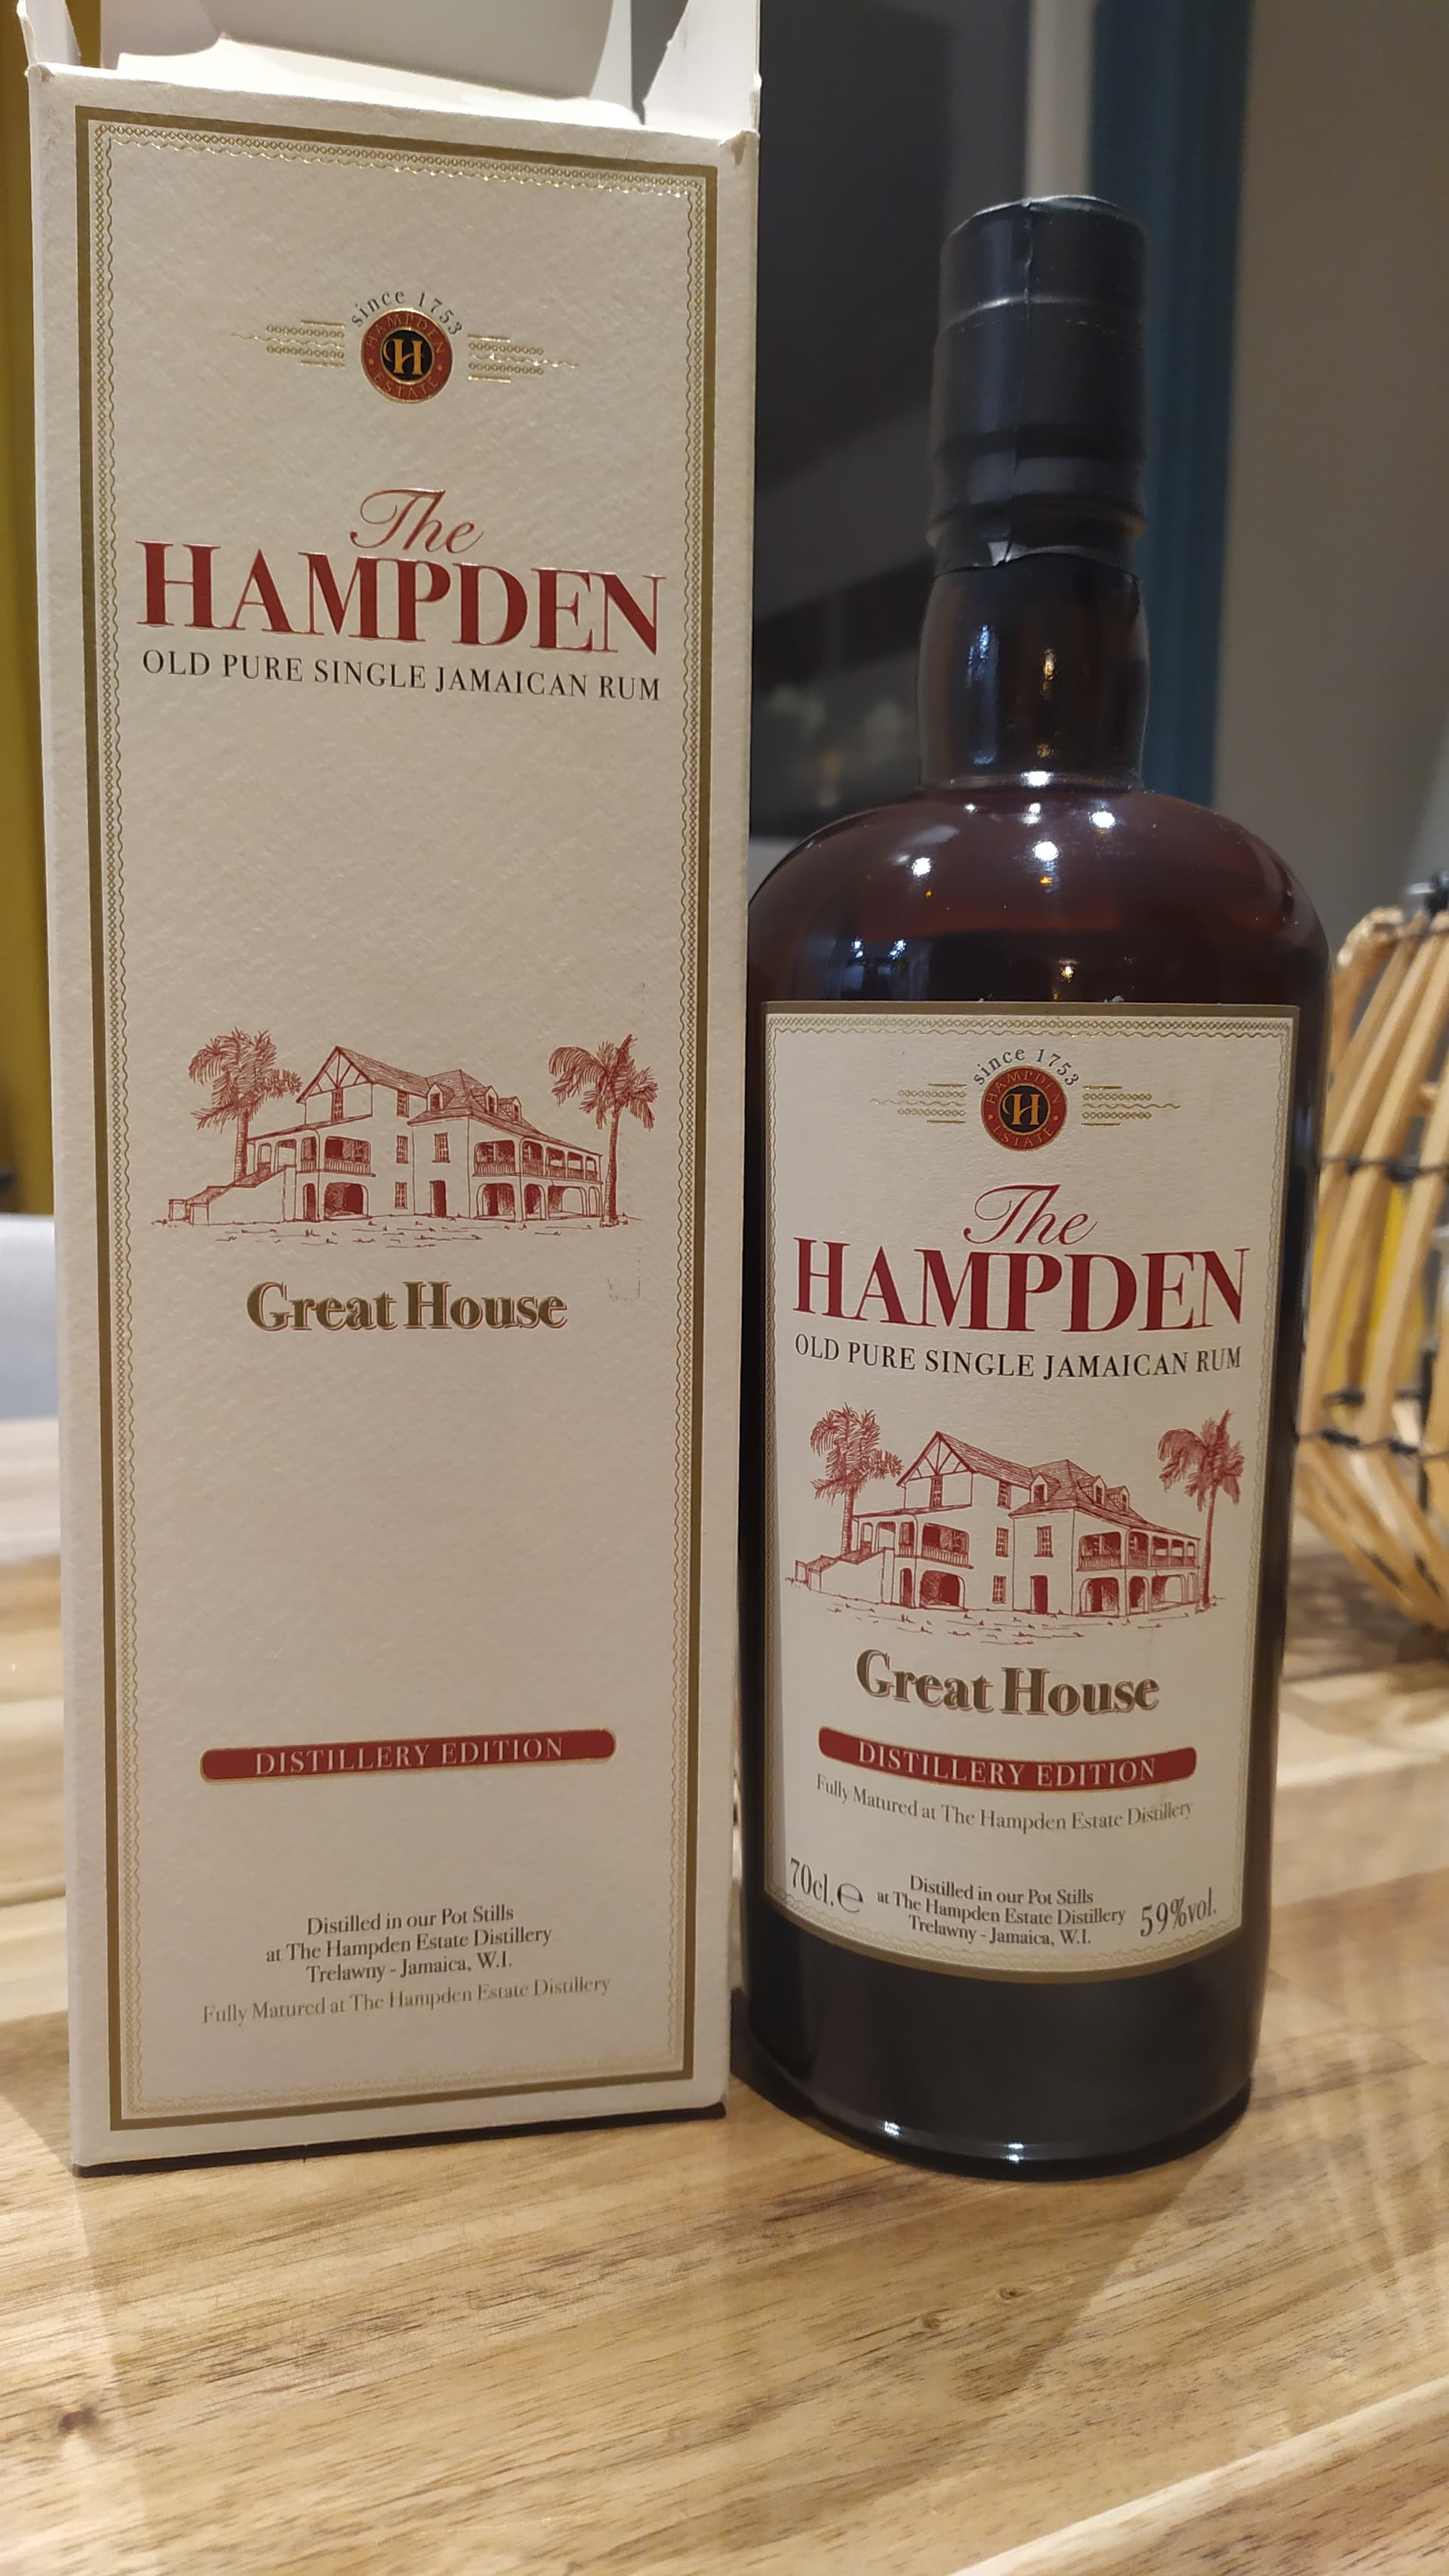 since 1753
HAMPDEN
H
ESTATE
The
HAMPDEN
OLD PURE SINGLE JAMAICAN RUM
Great House
DISTILLERY EDITION
Distilled in our Pot Stills
at The Hampden Estate Distillery
Trelawny - Jamaica, W.I.
Fully Matured at The Hampden Estate Distillery
since 1753
HAMPDEN
H
ESTATE
The
HAMPDEN
OLD PURE SINGLE JAMAICAN RUM
Great House
DISTILLERY EDITION
Fully Matured at The Hampden Estate Distillery
70cl.℮
Distilled in our Pot Stills
at The Hampden Estate Distillery
Trelawny - Jamaica, W.I.
59%vol.